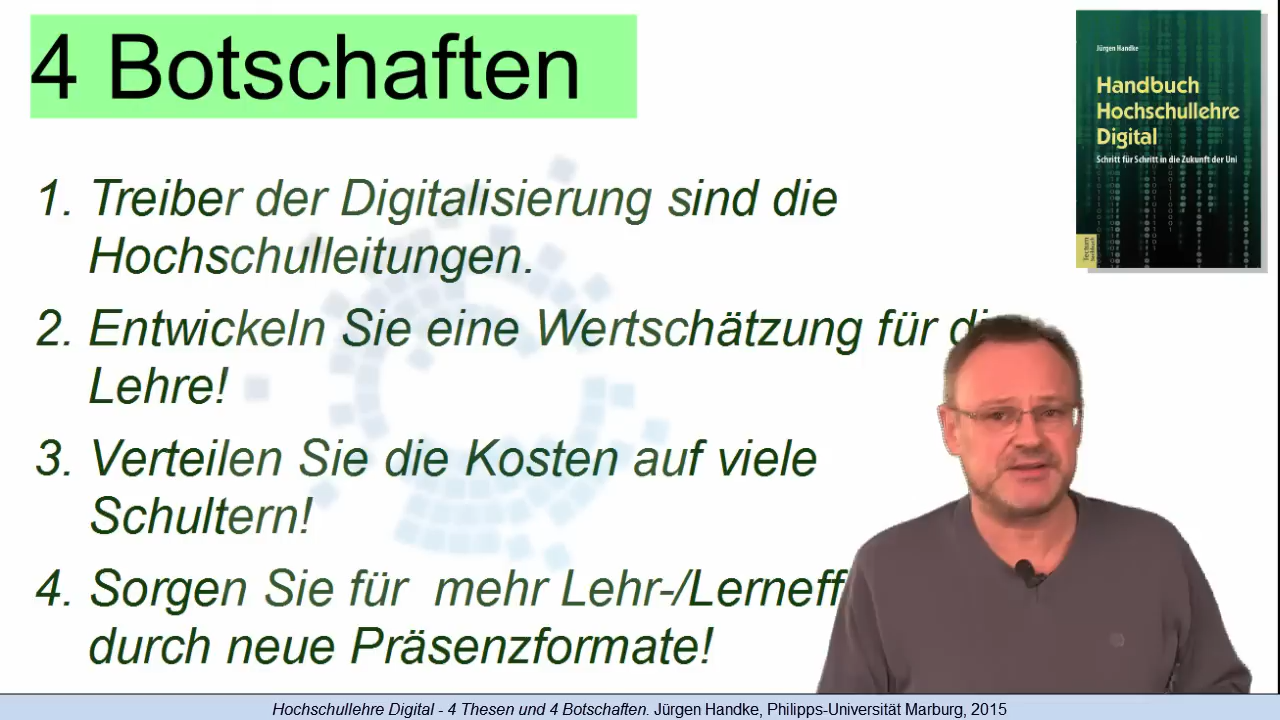 4 Botschaften
Jürgen Handke
Handbuch
Hochschullehre
Digital
Schritt für Schritt in die Zukunft der Uni
1. Treiber der Digitalisierung sind die
Hochschulleitungen.
2. Entwickeln Sie eine Wertschätzung für
Lehre!
3. Verteilen Sie die Kosten auf viele
Schultern!
4. Sorgen Sie für mehr Lehr-/Lerneff
durch neue Präsenzformate!
Hochschullehre Digital - 4 Thesen und 4 Botschaften. Jürgen Handke, Philipps-Universität Marburg, 2015